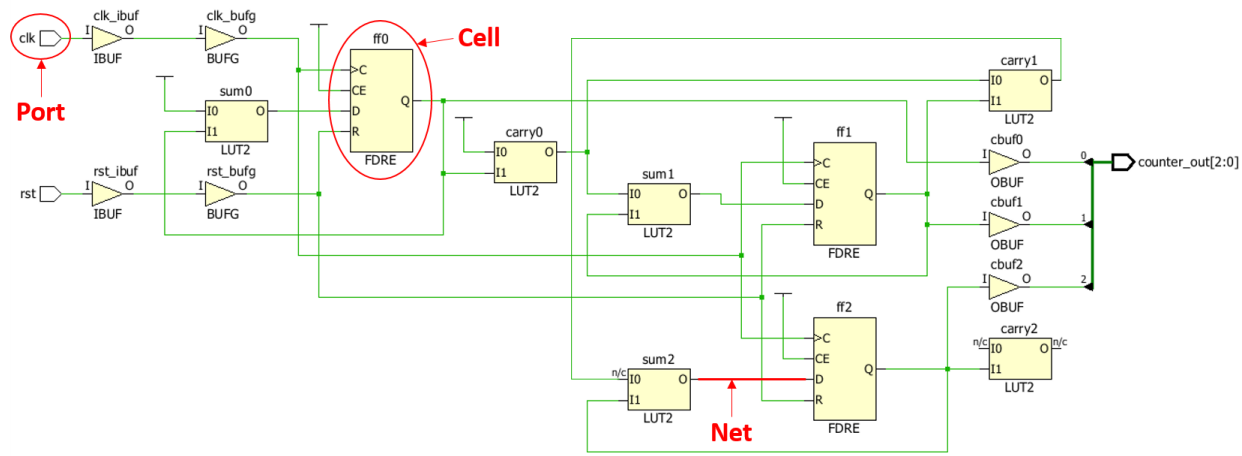 clk
I
clk_ibuf
O
IBUF
I
clk_bufg
O
BUFG
Port
ff0
C
CE
D
R
Q
FDRE
Cell
sum0
I0
I1
O
LUT2
rst
I
rst_ibuf
O
IBUF
I
rst_bufg
O
BUFG
carry0
I0
I1
O
LUT2
sum1
I0
I1
O
LUT2
ff1
C
CE
D
R
Q
FDRE
carry1
I0
I1
O
LUT2
cbuf0
I
O
OBUF
cbuf1
I
O
OBUF
cbuf2
I
O
OBUF
0
1
2
counter_out[2:0]
sum2
n/c
I0
I1
O
LUT2
Net
ff2
C
CE
D
R
Q
FDRE
carry2
n/c
I0
I1
O
n/c
LUT2